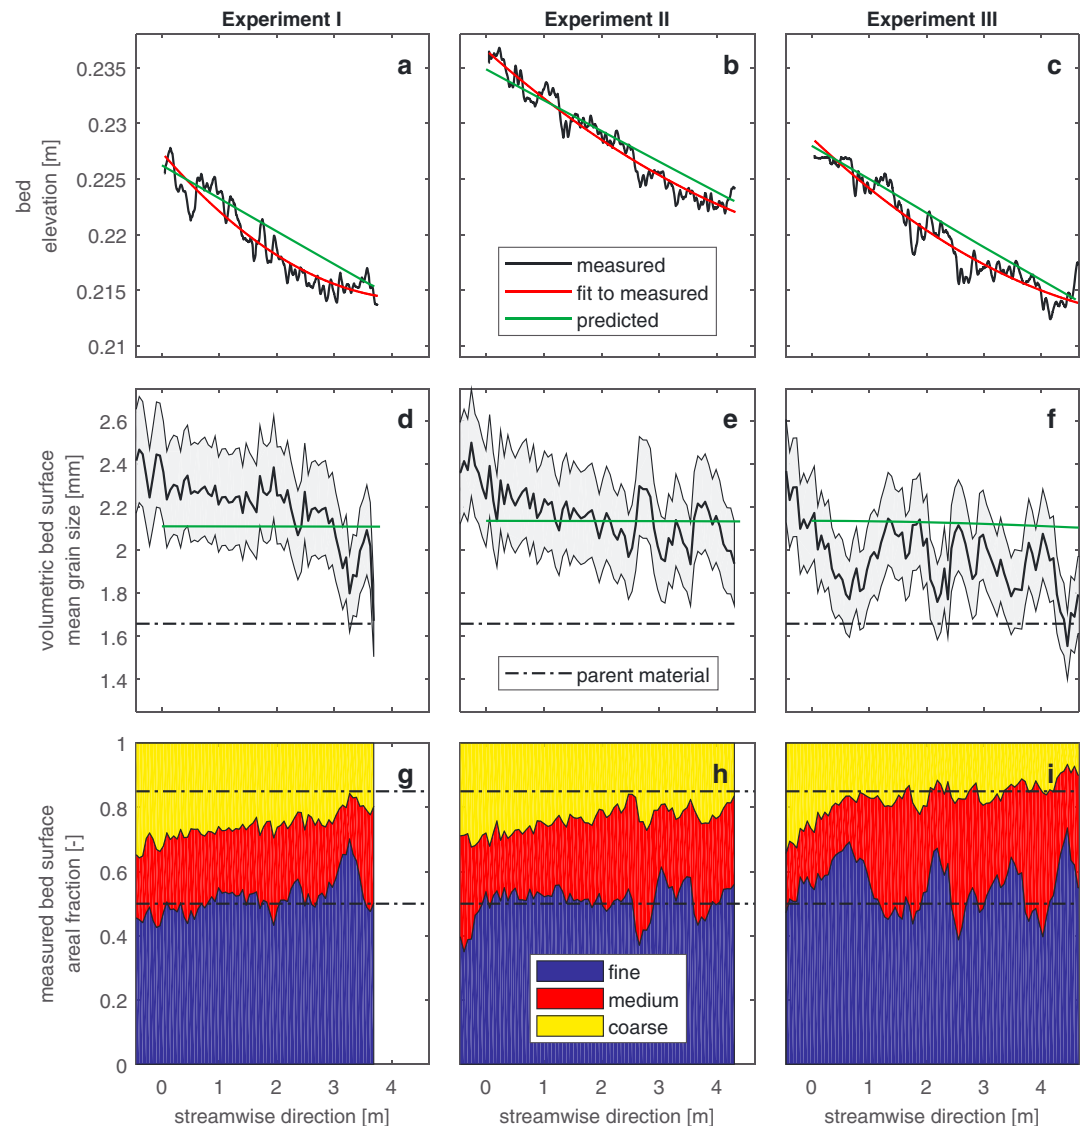 Experiment I
Experiment II
Experiment III
a
b
c
0.235
0.23
0.225
0.22
0.215
0.21
bed
elevation [m]
measured
fit to measured
predicted
d
e
f
2.6
2.4
2.2
2
1.8
1.6
1.4
volumetric bed surface
mean grain size [mm]
parent material
g
h
i
1
0.8
0.6
0.4
0.2
0
measured bed surface
areal fraction [-]
fine
medium
coarse
0 1 2 3 4
0 1 2 3 4
0 1 2 3 4
streamwise direction [m]
streamwise direction [m]
streamwise direction [m]